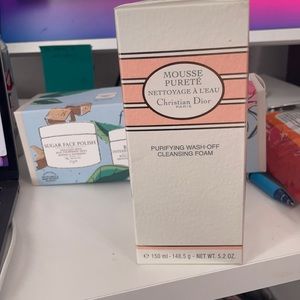 MOUSSE
PURETÉ
NETTOYAGE À L'EAU
Christian Dior
PARIS
PURIFYING WASH-OFF
CLEANSING FOAM
℮ 150 ml - 148.5 g - NET WT. 5.2 OZ.
SUGAR FACE POLISH